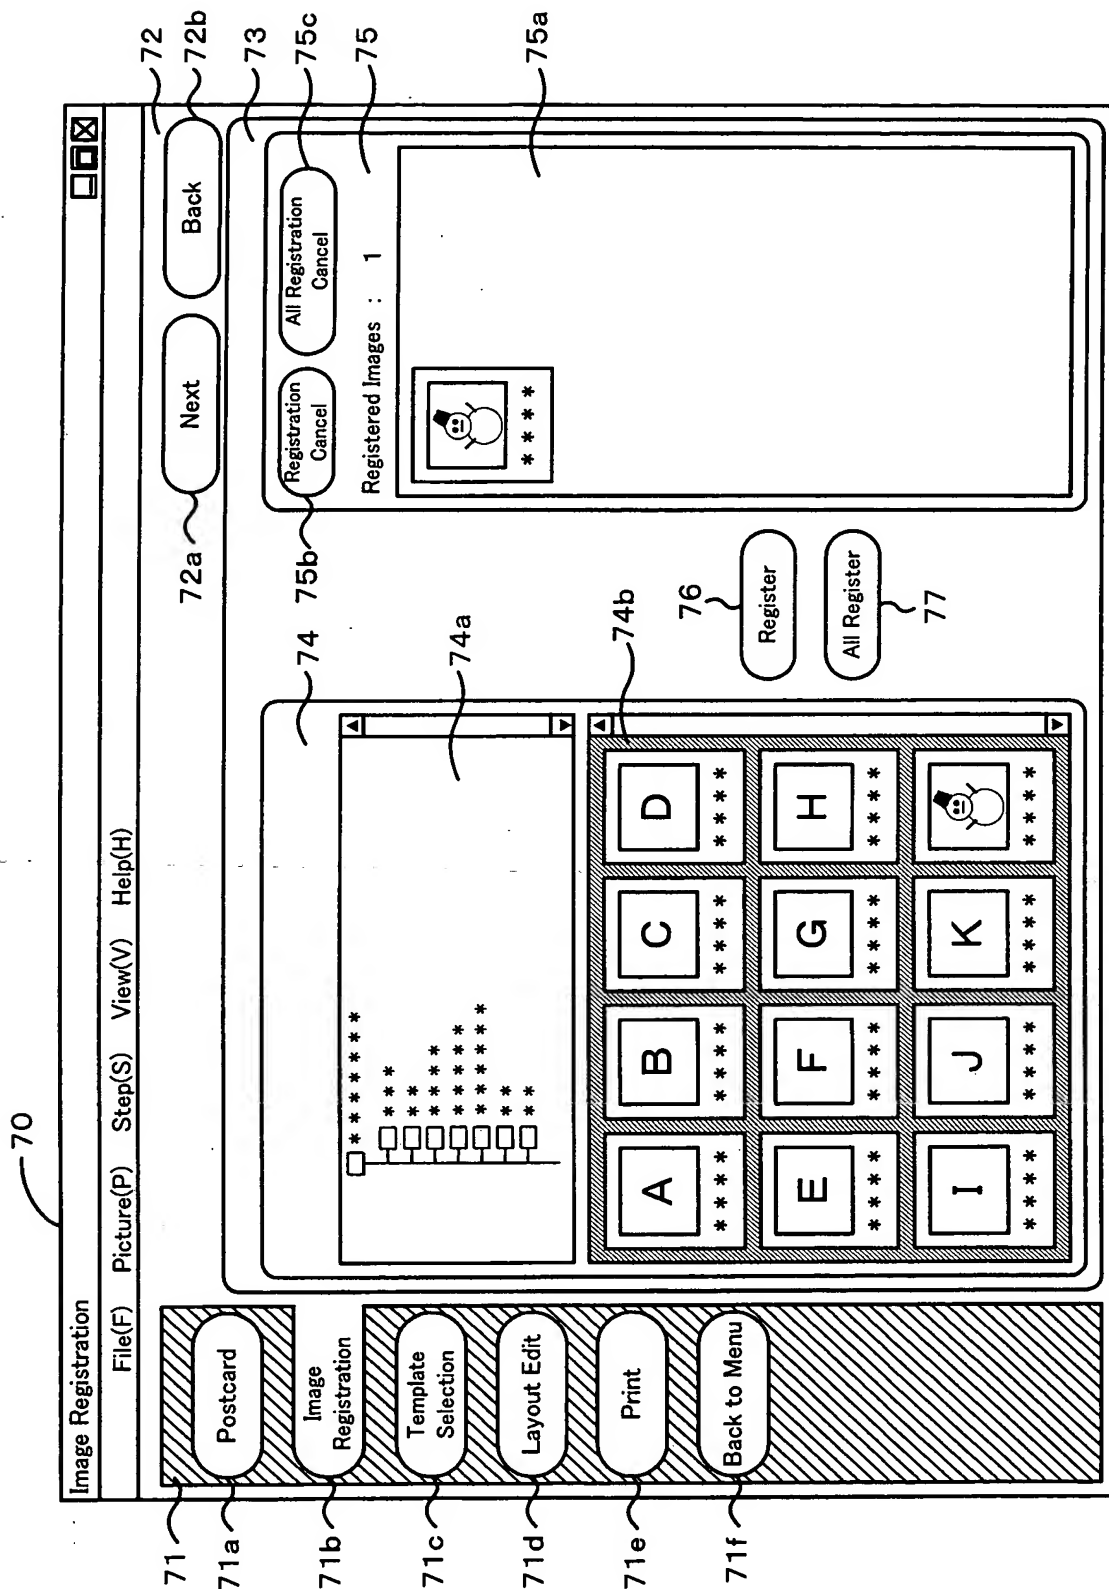 70
Image Registration
File(F) Picture(P) Step(S) View(V) Help(H)
72
72a
Next
Back
72b
73
71
71a
Postcard
71b
Image
Registration
71c
Template
Selection
71d
Layout Edit
71e
Print
71f
Back to Menu
74
74a
* * * * * * *
* * *
* *
* * * *
* * * * *
* * * * * *
* *
* *
74b
A
B
C
D
* * * *
* * * *
* * * *
* * * *
E
F
G
H
* * * *
* * * *
* * * *
* * * *
I
J
K
* * * *
* * * *
* * * *
* * * *
76
Register
All Register
77
75b
Registration
Cancel
All Registration
Cancel
75c
Registered Images : 1
75
75a
* * * *